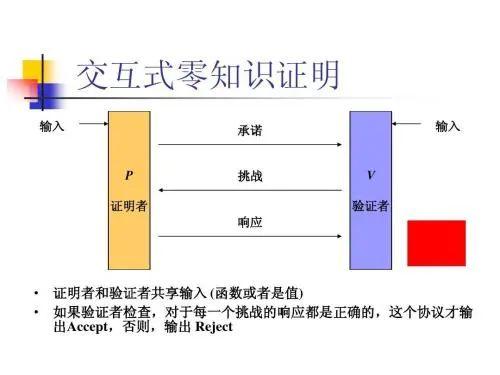 交互式零知识证明
输入
承诺
输入
P
挑战
V
证明者
验证者
响应
• 证明者和验证者共享输入 (函数或者是值)
• 如果验证者检查，对于每一个挑战的响应都是正确的，这个协议才输
出Accept，否则，输出 Reject